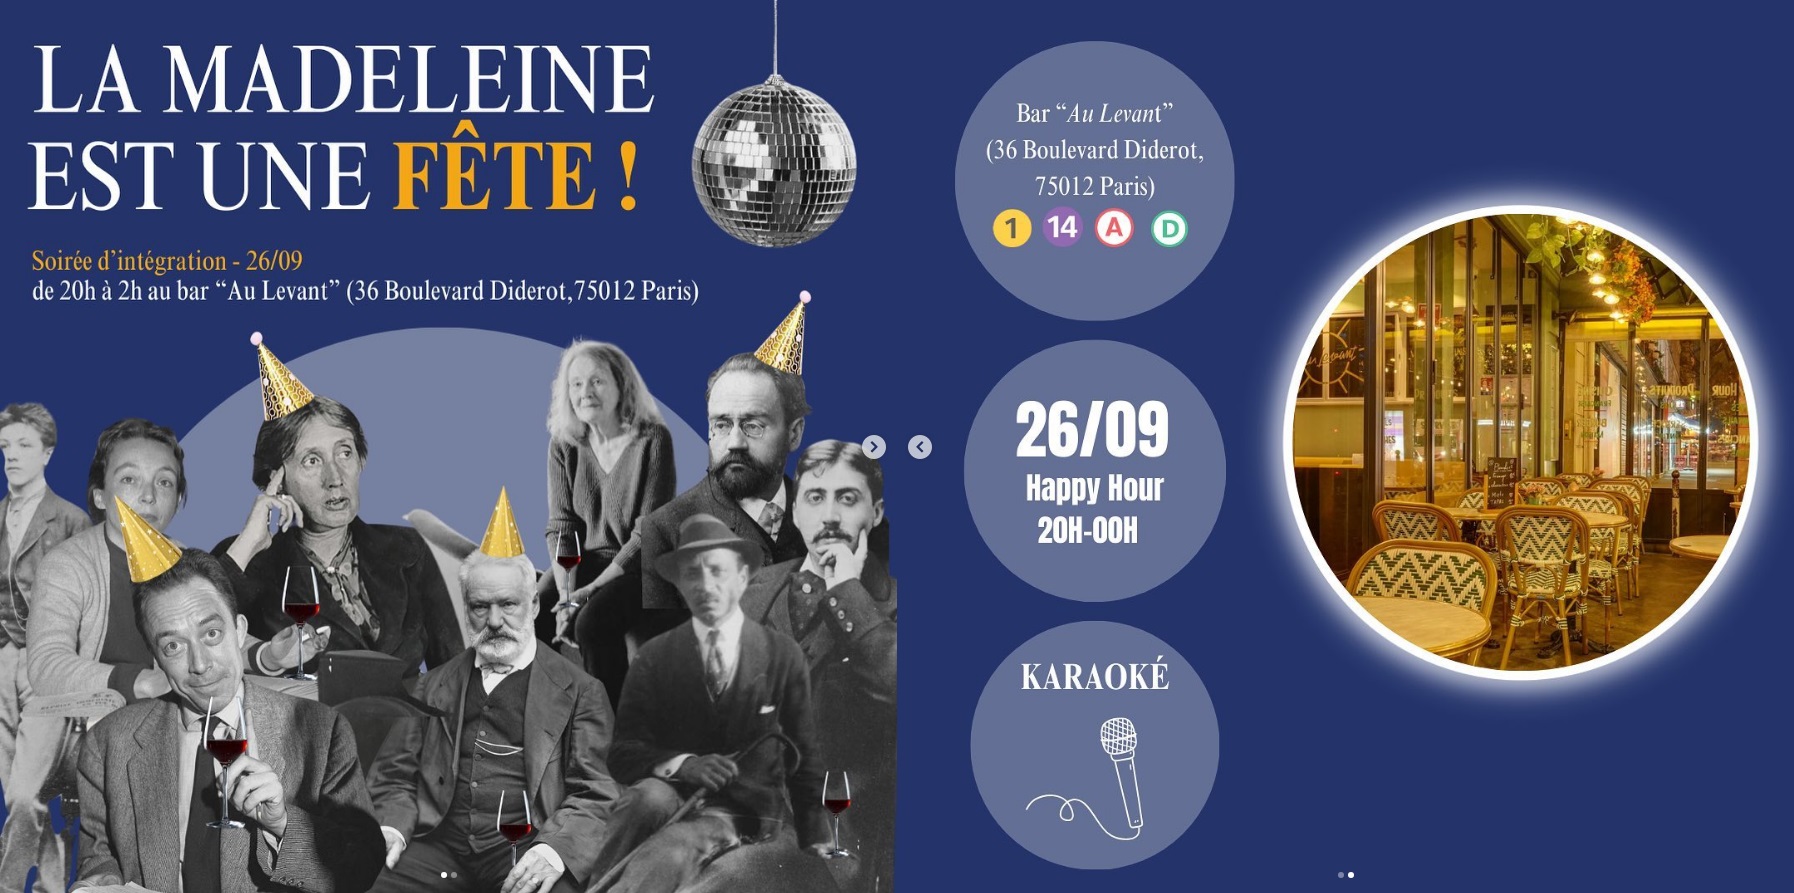 LA MADELEINE
EST UNE FÊTE !
Soirée d'intégration - 26/09
de 20h à 2h au bar “Au Levant” (36 Boulevard Diderot,75012 Paris)
Bar “Au Levant”
(36 Boulevard Diderot,
75012 Paris)
1 14 A D
26/09
Happy Hour
20H-00H
KARAOKÉ